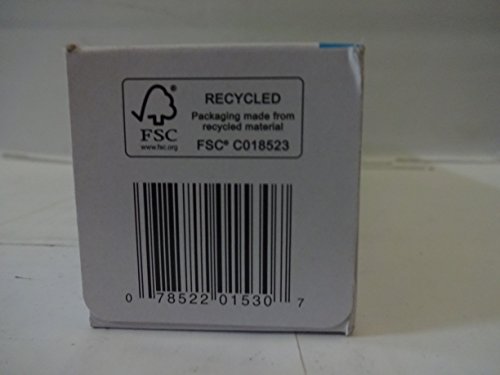 RECYCLED
Packaging made from
recycled material
FSC® C018523
FSC
www.fsc.org
0 78522 01530 7